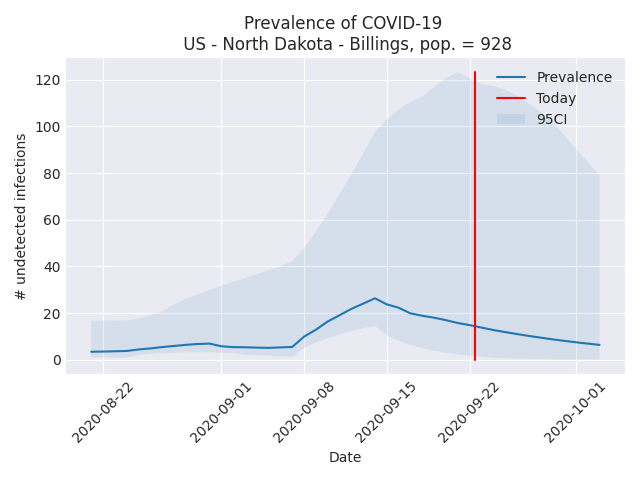 Prevalence of COVID-19
US - North Dakota - Billings, pop. = 928
120
100
80
60
40
20
0
# undetected infections
Prevalence
Today
95CI
2020-08-22
2020-09-01
2020-09-08
2020-09-15
2020-09-22
2020-10-01
Date